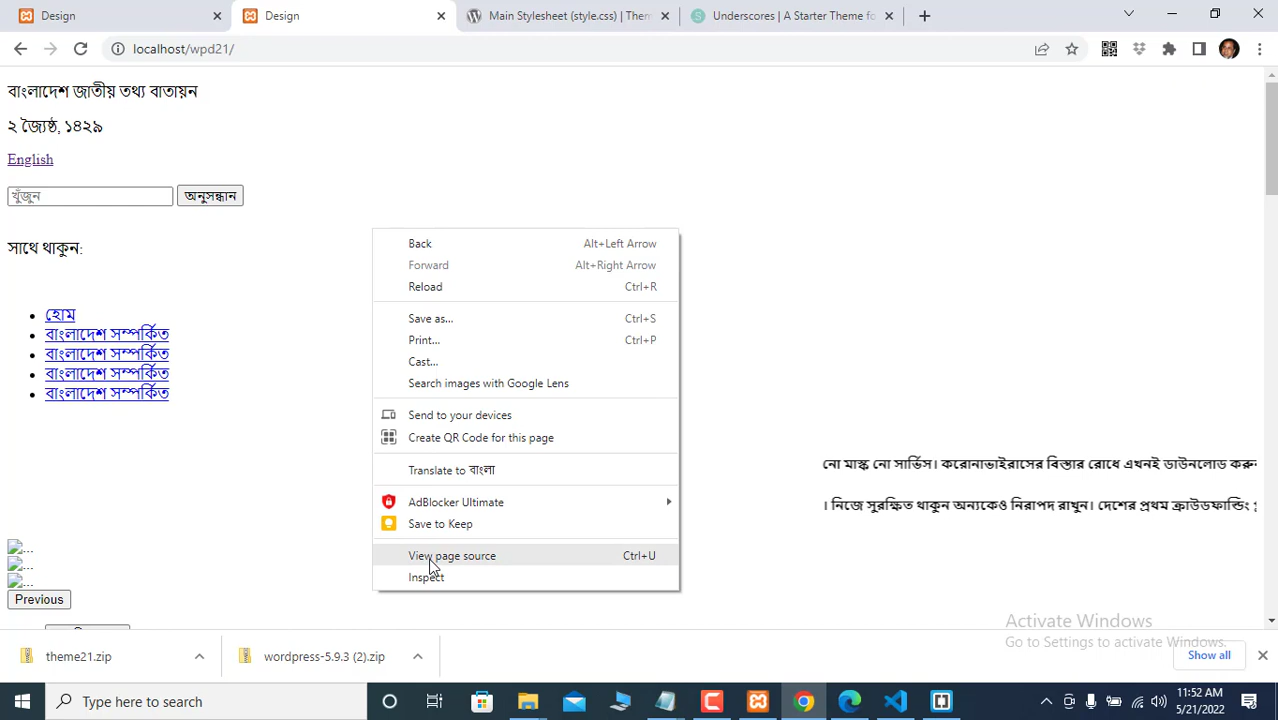 Design
Design
Main Stylesheet (style.css) | Them
Underscores | A Starter Theme fo
localhost/wpd21/
বাংলাদেশ জাতীয় তথ্য বাতায়ন
২ জ্যৈষ্ঠ, ১৪২৯
English
খুঁজুন
অনুসন্ধান
সাথে থাকুন:
হোম
বাংলাদেশ সম্পর্কিত
বাংলাদেশ সম্পর্কিত
বাংলাদেশ সম্পর্কিত
বাংলাদেশ সম্পর্কিত
Back Alt+Left Arrow
Forward Alt+Right Arrow
Reload Ctrl+R
Save as... Ctrl+S
Print... Ctrl+P
Cast...
Search images with Google Lens
Send to your devices
Create QR Code for this page
Translate to বাংলা
AdBlocker Ultimate
Save to Keep
View page source Ctrl+U
Inspect
নো মাস্ক নো সার্ভিস। করোনাভাইরাসের বিস্তার রোধে এখনই ডাউনলোড করুন
। নিজে সুরক্ষিত থাকুন অন্যকেও নিরাপদ রাখুন। দেশের প্রথম ক্রাউডফান্ডিং
...
...
...
Previous
Activate Windows
Go to Settings to activate Windows.
theme21.zip
wordpress-5.9.3 (2).zip
Show all
Type here to search
11:52 AM
5/21/2022